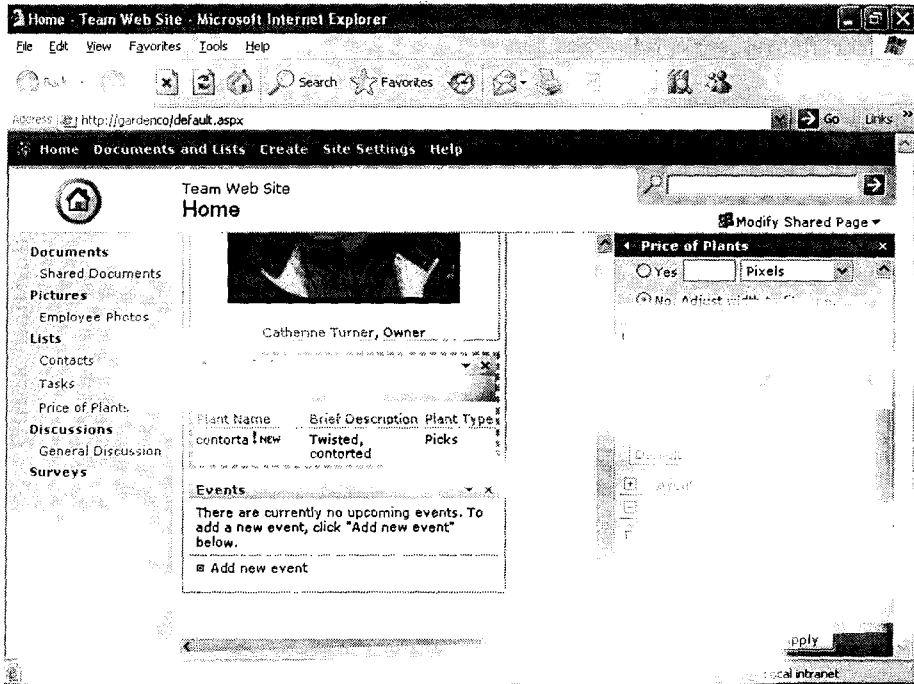 Home - Team Web Site - Microsoft Internet Explorer
File Edit View Favorites Tools Help
Search Favorites
Address http://gardenco/default.aspx Go Links »
Home Documents and Lists Create Site Settings Help
Team Web Site
Home
Modify Shared Page
Documents
Shared Documents
Pictures
Employee Photos
Lists
Contacts
Tasks
Price of Plants
Discussions
General Discussion
Surveys
Catherine Turner, Owner
Plant Name Brief Description Plant Type
contorta ! NEW Twisted, contorted Picks
Events
There are currently no upcoming events. To
add a new event, click "Add new event"
below.
Add new event
Price of Plants
Yes Pixels
No. Adjust width to